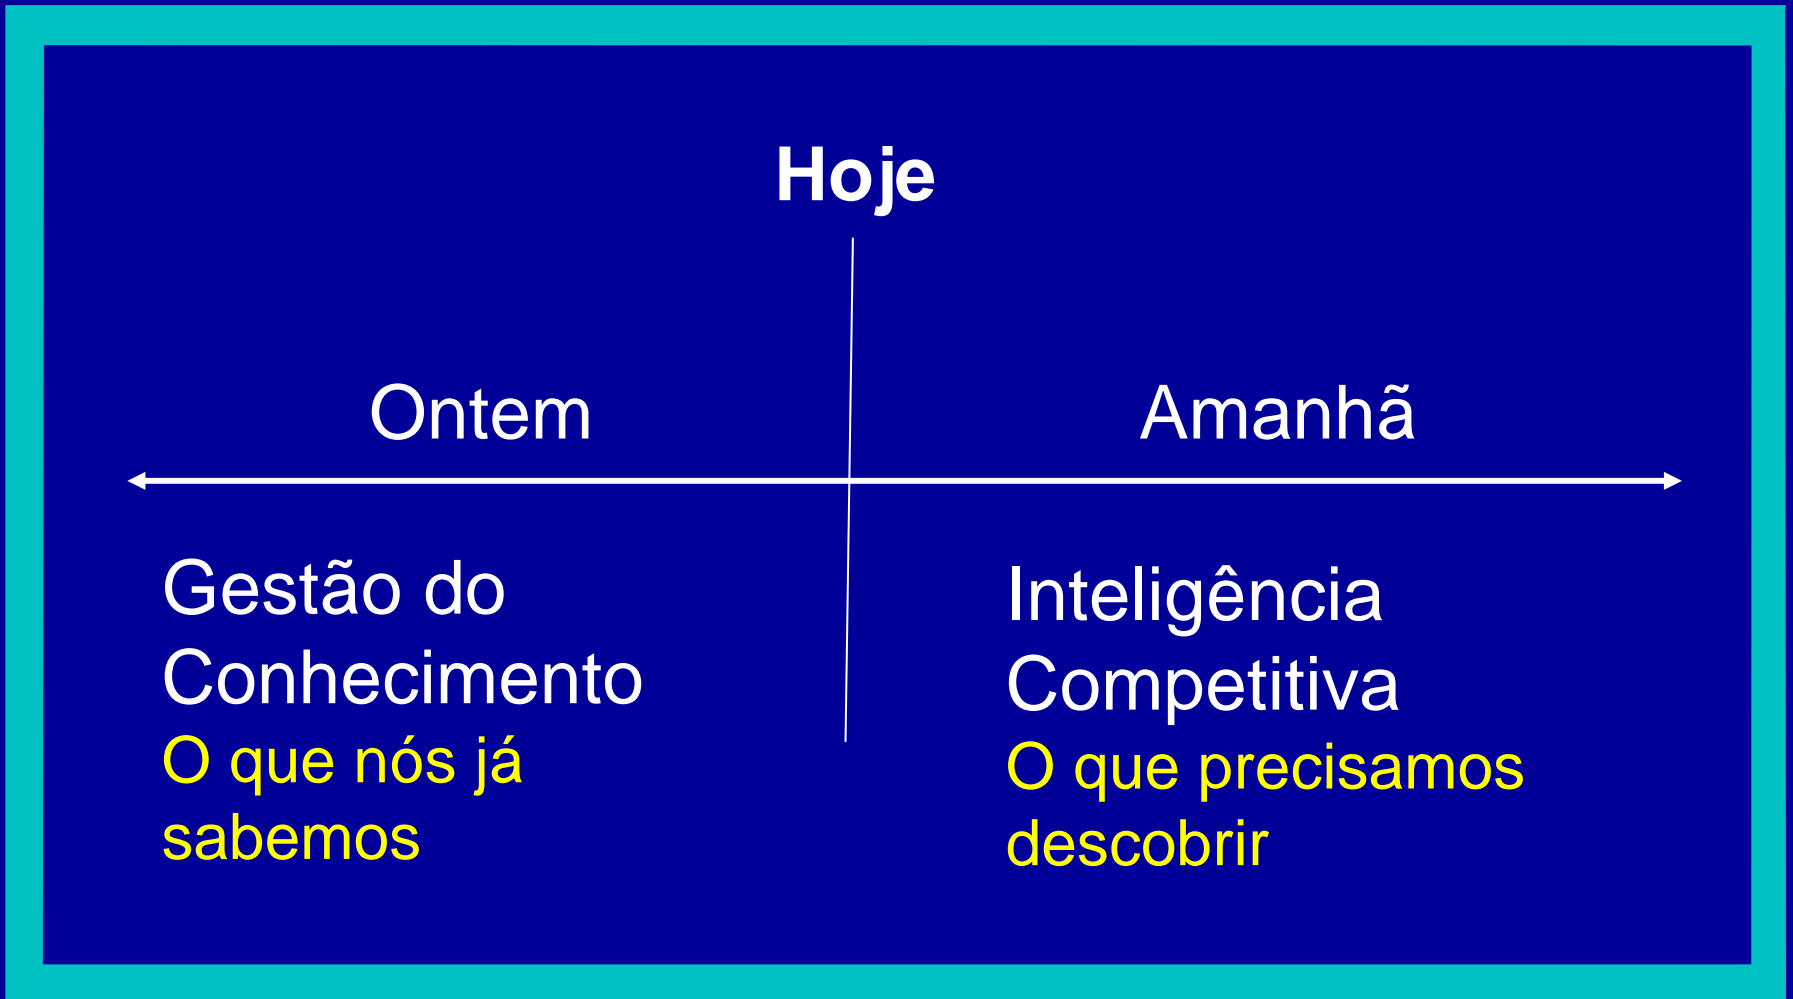 Hoje
Ontem
Amanhã
Gestão do
Conhecimento
O que nós já
sabemos
Inteligência
Competitiva
O que precisamos
descobrir